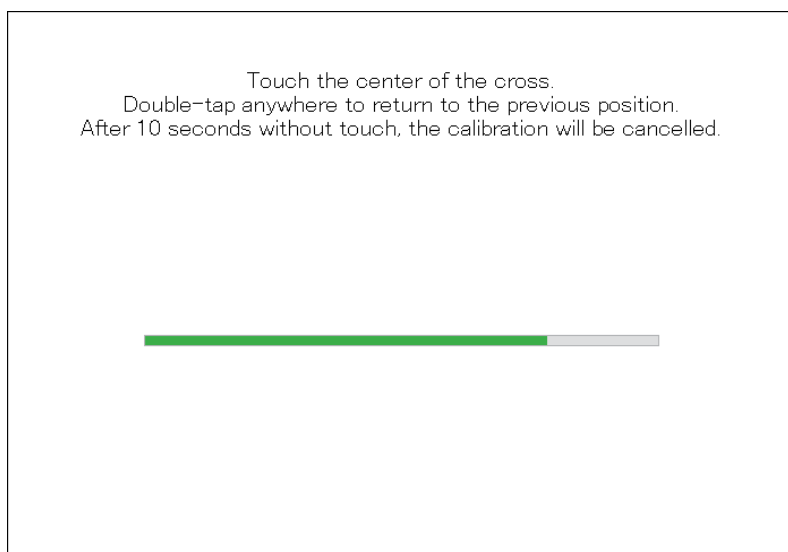 Touch the center of the cross.
Double-tap anywhere to return to the previous position.
After 10 seconds without touch, the calibration will be cancelled.